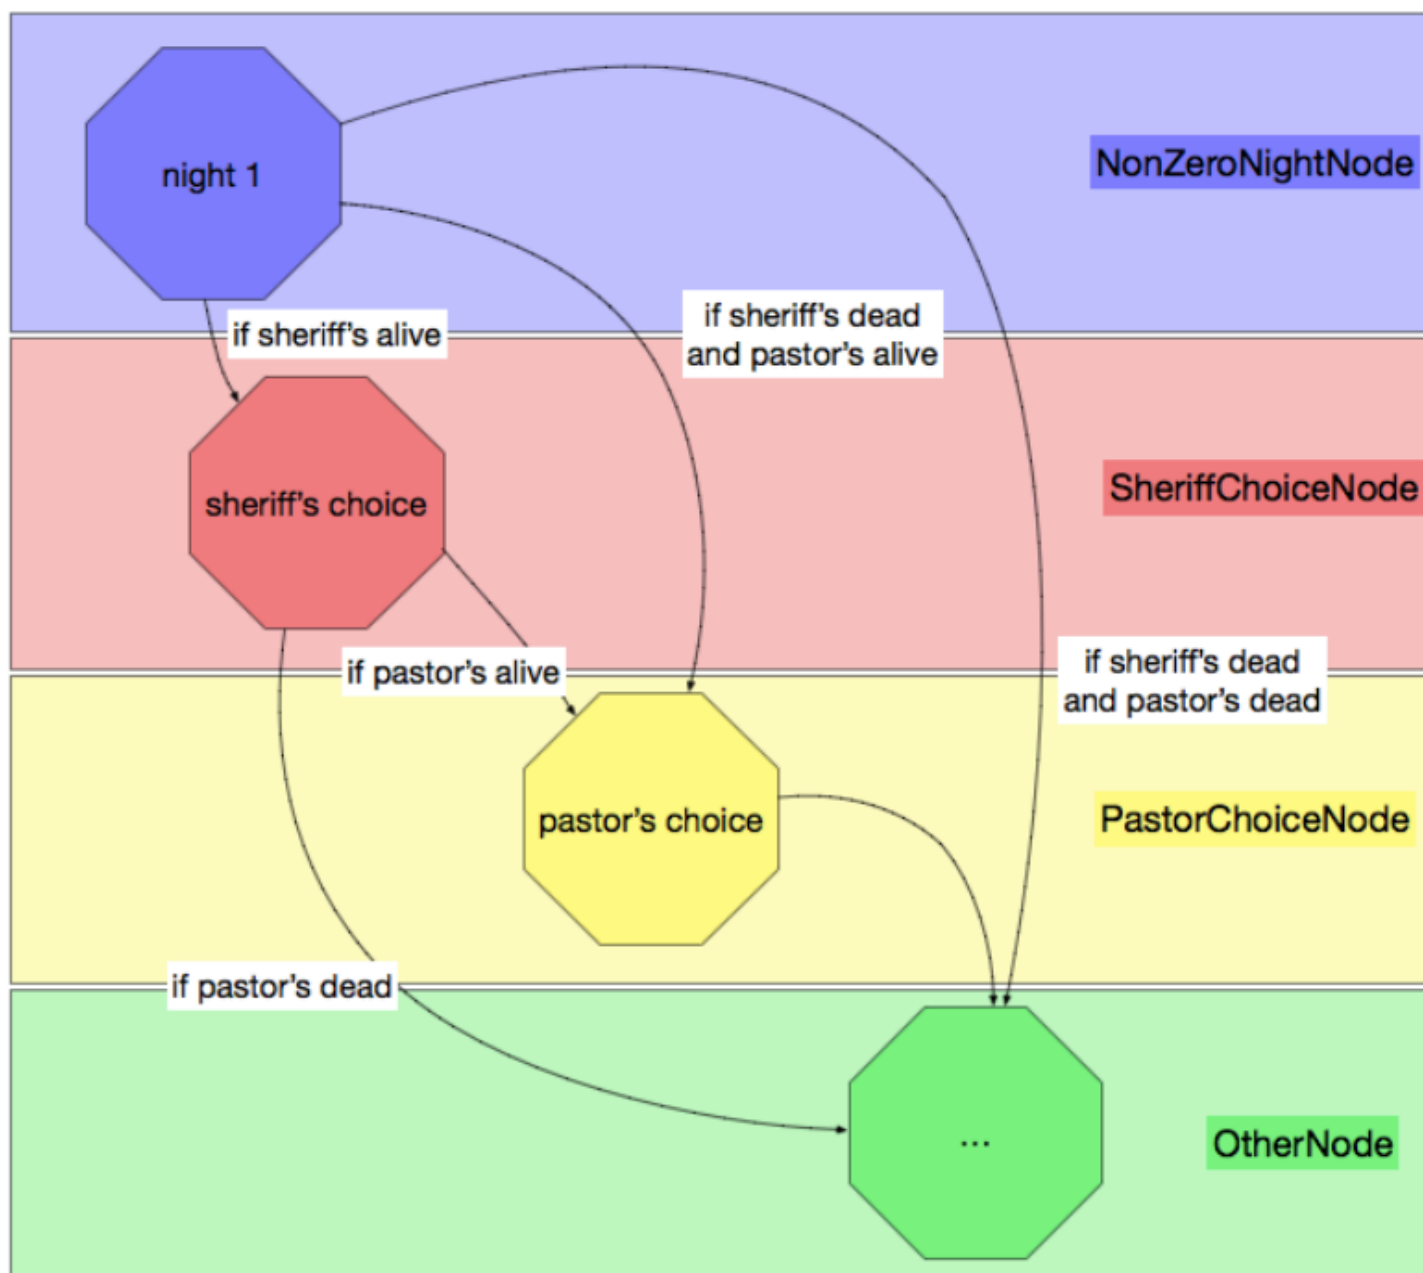 night 1
NonZeroNightNode
if sheriff's alive
if sheriff's dead
and pastor's alive
sheriff's choice
SheriffChoiceNode
if pastor's alive
if sheriff's dead
and pastor's dead
pastor's choice
PastorChoiceNode
if pastor's dead
...
OtherNode